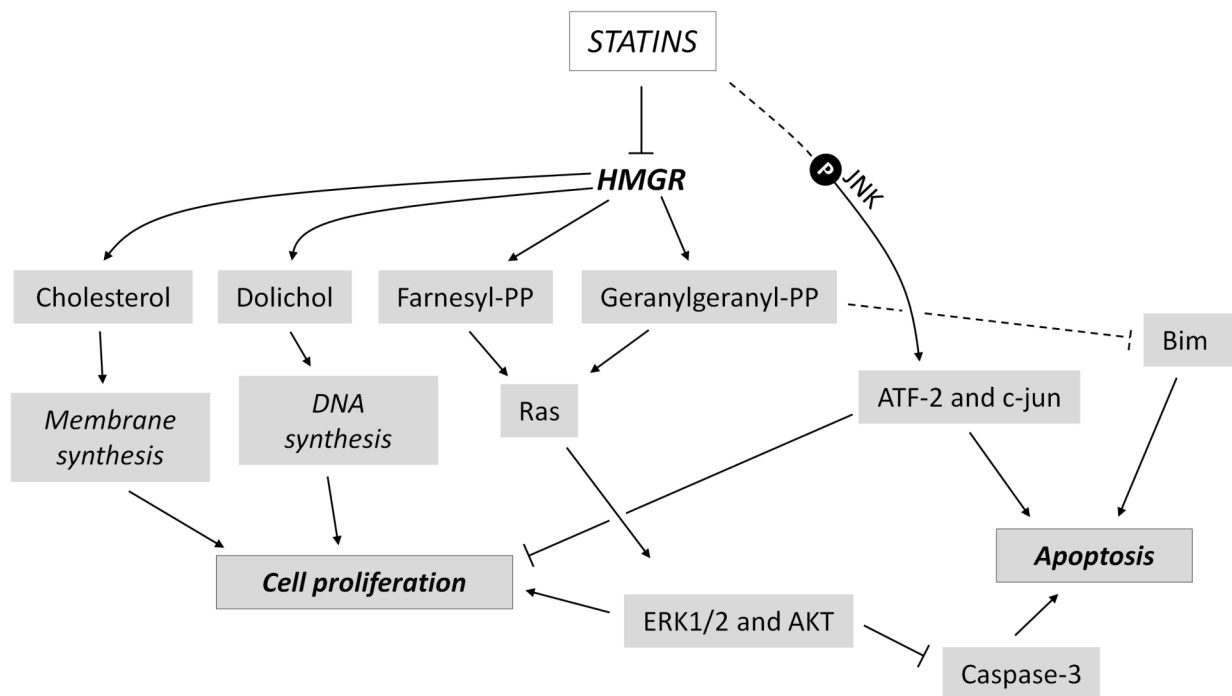 STATINS
HMGR
P
JNK
Cholesterol
Dolichol
Farnesyl-PP
Geranylgeranyl-PP
Bim
Membrane
synthesis
DNA
synthesis
Ras
ATF-2 and c-jun
Cell proliferation
Apoptosis
ERK1/2 and AKT
Caspase-3